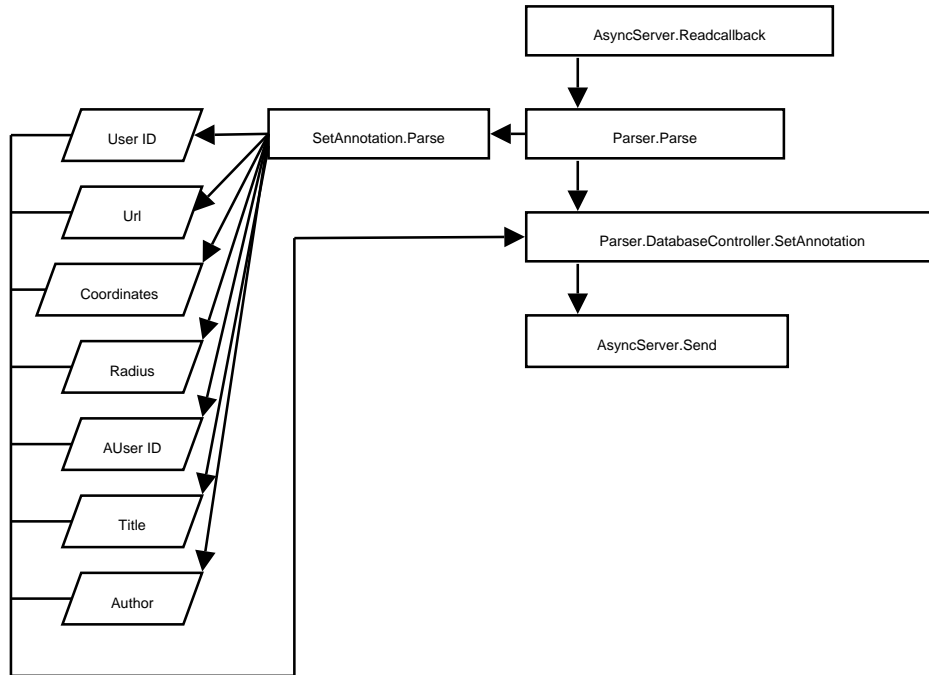 AsyncServer.Readcallback
User ID
SetAnnotation.Parse
Parser.Parse
Url
Parser.DatabaseController.SetAnnotation
Coordinates
AsyncServer.Send
Radius
AUser ID
Title
Author